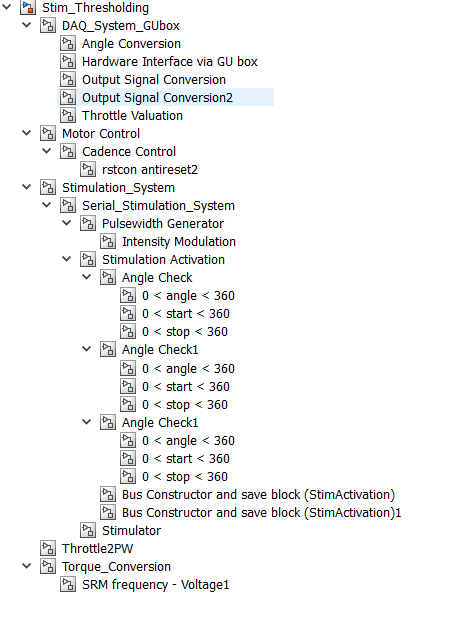 Stim_Thresholding
DAQ_System_GUbox
Angle Conversion
Hardware Interface via GU box
Output Signal Conversion
Output Signal Conversion2
Throttle Valuation
Motor Control
Cadence Control
rstcon antireset2
Stimulation_System
Serial_Stimulation_System
Pulsewidth Generator
Intensity Modulation
Stimulation Activation
Angle Check
0 < angle < 360
0 < start < 360
0 < stop < 360
Angle Check1
0 < angle < 360
0 < start < 360
0 < stop < 360
Angle Check1
0 < angle < 360
0 < start < 360
0 < stop < 360
Bus Constructor and save block (StimActivation)
Bus Constructor and save block (StimActivation)1
Stimulator
Throttle2PW
Torque_Conversion
SRM frequency - Voltage1